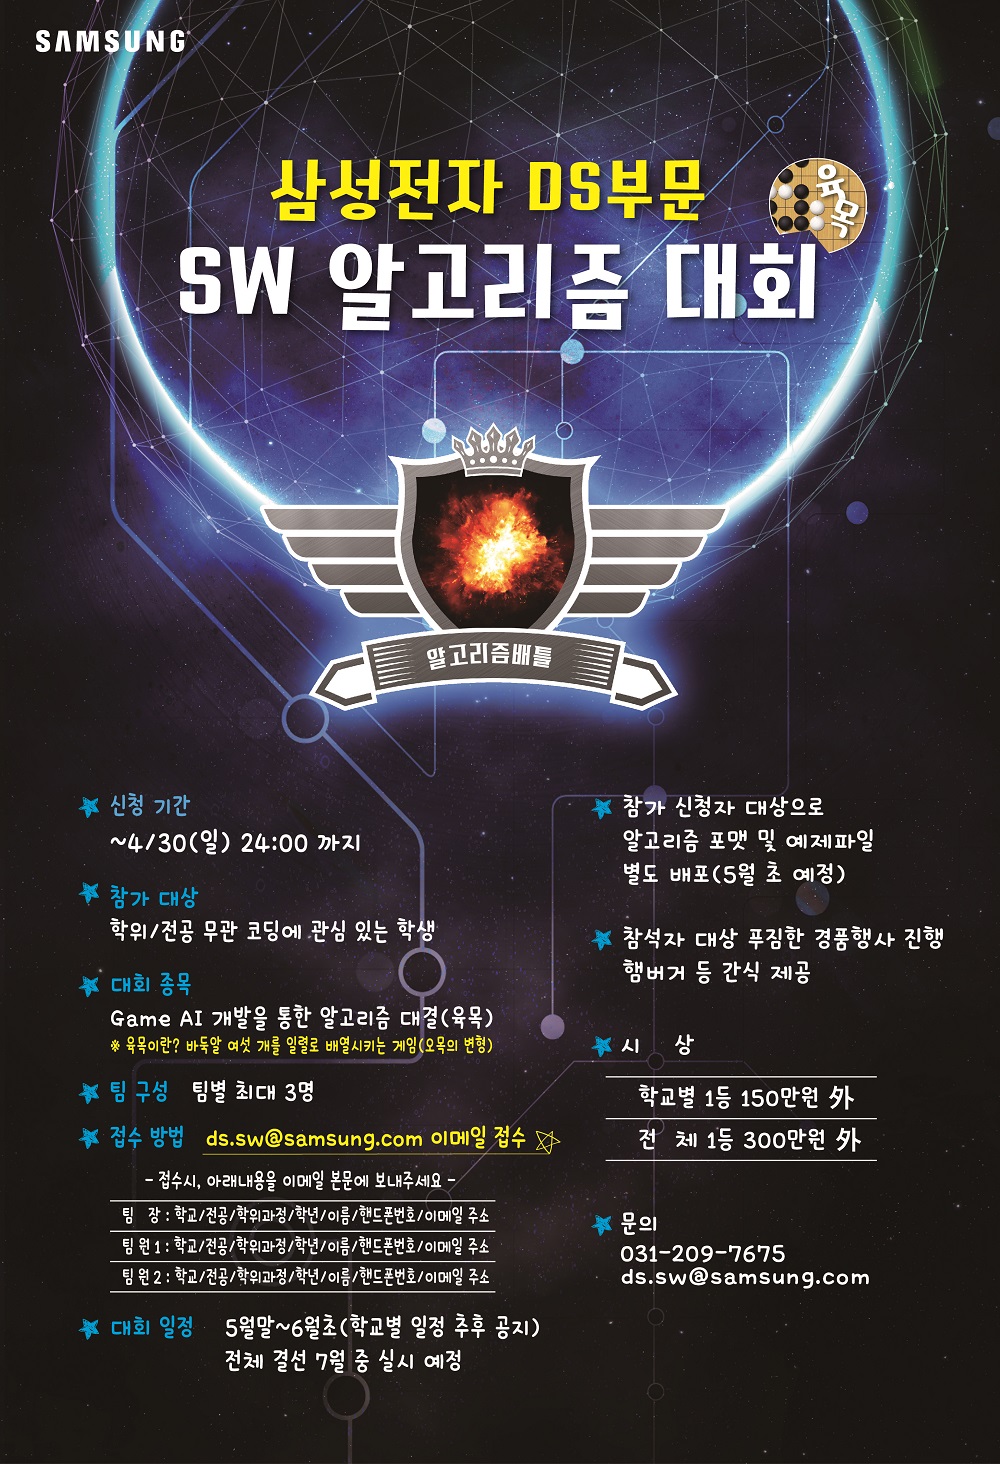 SAMSUNG
삼성전자 DS부문
육목
SW 알고리즘 대회
알고리즘배틀
신청 기간
~4/30(일) 24:00 까지
참가 대상
학위/전공 무관 코딩에 관심 있는 학생
대회 종목
Game AI 개발을 통한 알고리즘 대결(육목)
※ 육목이란? 바둑알 여섯 개를 일렬로 배열시키는 게임(오목의 변형)
팀 구성 팀별 최대 3명
접수 방법 ds.sw@samsung.com 이메일 접수
- 접수시, 아래내용을 이메일 본문에 보내주세요 -
팀 장 : 학교/전공/학위과정/학년/이름/핸드폰번호/이메일 주소
팀 원 1 : 학교/전공/학위과정/학년/이름/핸드폰번호/이메일 주소
팀 원 2 : 학교/전공/학위과정/학년/이름/핸드폰번호/이메일 주소
대회 일정 5월말~6월초(학교별 일정 추후 공지)
전체 결선 7월 중 실시 예정
참가 신청자 대상으로
알고리즘 포맷 및 예제파일
별도 배포(5월 초 예정)
참석자 대상 푸짐한 경품행사 진행
햄버거 등 간식 제공
시 상
학교별 1등 150만원 外
전 체 1등 300만원 外
문의
031-209-7675
ds.sw@samsung.com